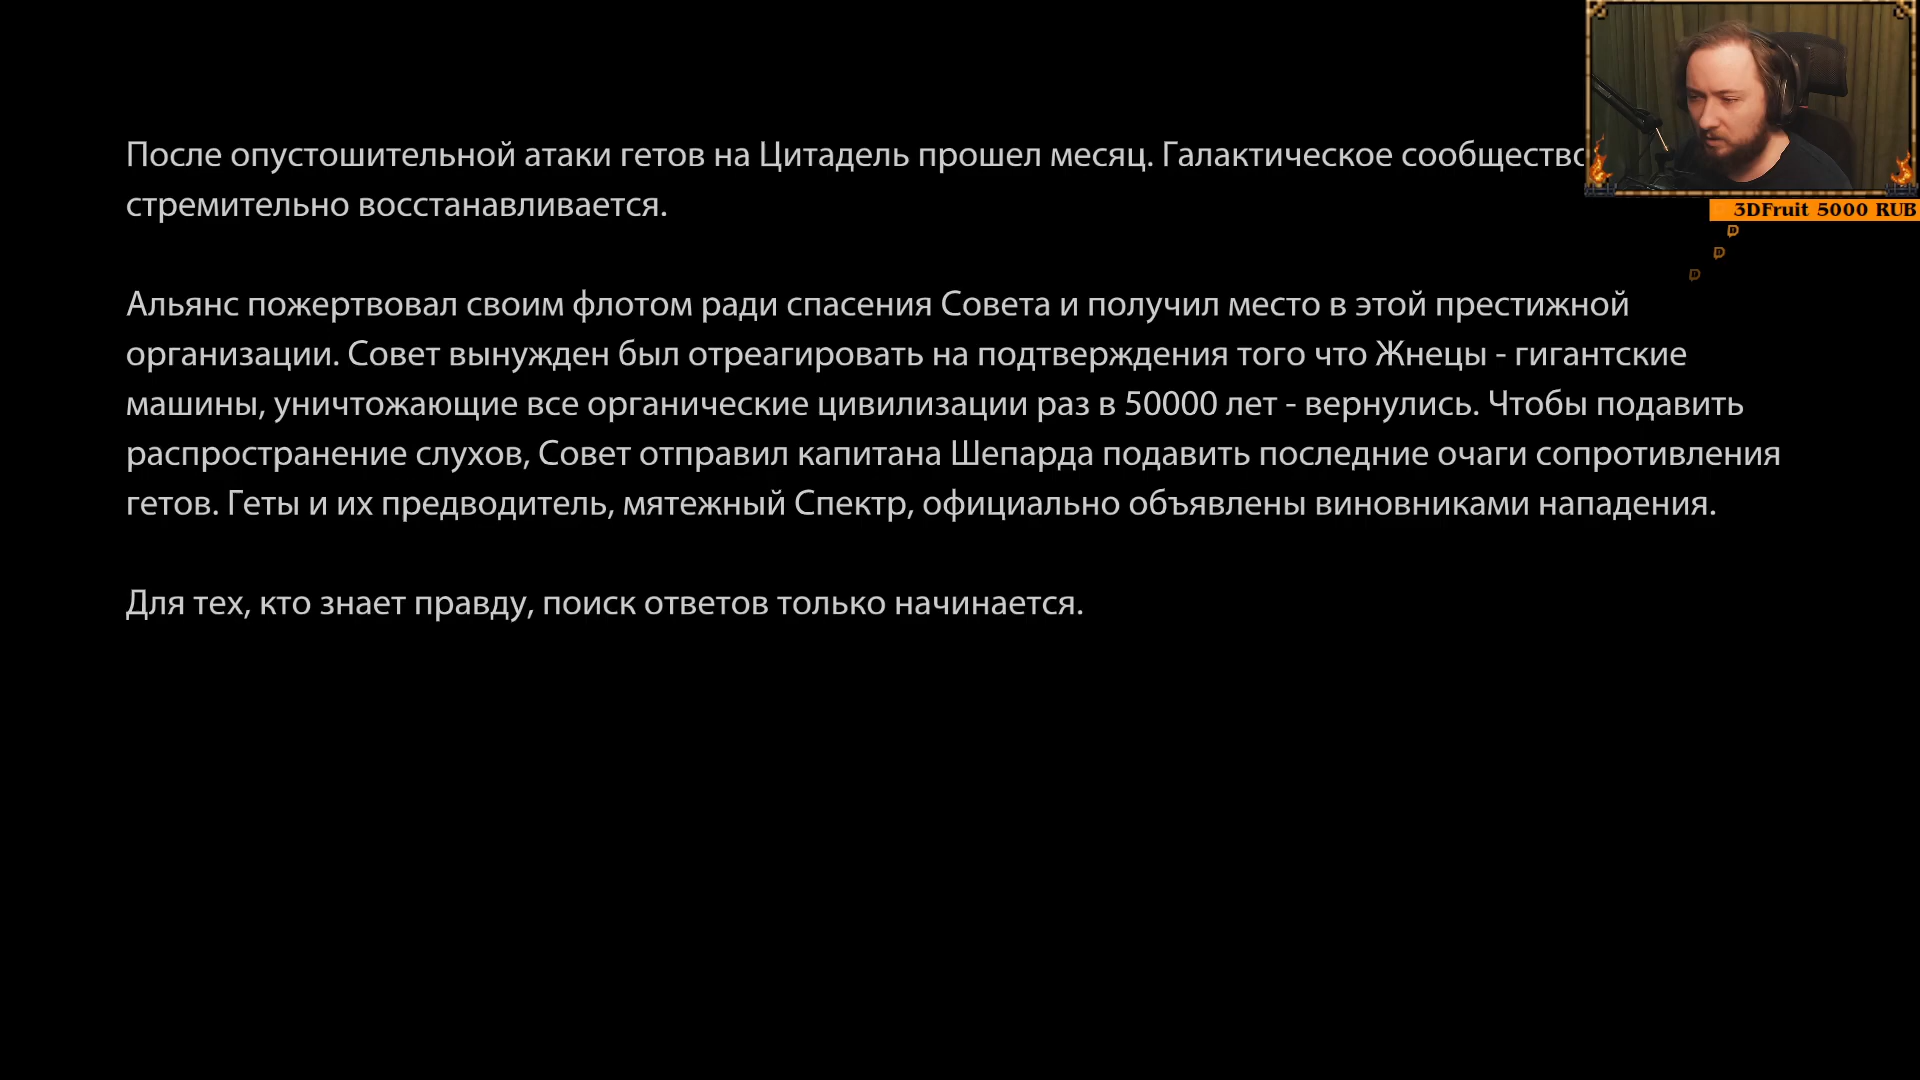 После опустошительной атаки гетов на Цитадель прошел месяц. Галактическое сообщество
стремительно восстанавливается.
Альянс пожертвовал своим флотом ради спасения Совета и получил место в этой престижной
организации. Совет вынужден был отреагировать на подтверждения того что Жнецы - гигантские
машины, уничтожающие все органические цивилизации раз в 50000 лет - вернулись. Чтобы подавить
распространение слухов, Совет отправил капитана Шепарда подавить последние очаги сопротивления
гетов. Геты и их предводитель, мятежный Спектр, официально объявлены виновниками нападения.
Для тех, кто знает правду, поиск ответов только начинается.
3DFruit 5000 RUB